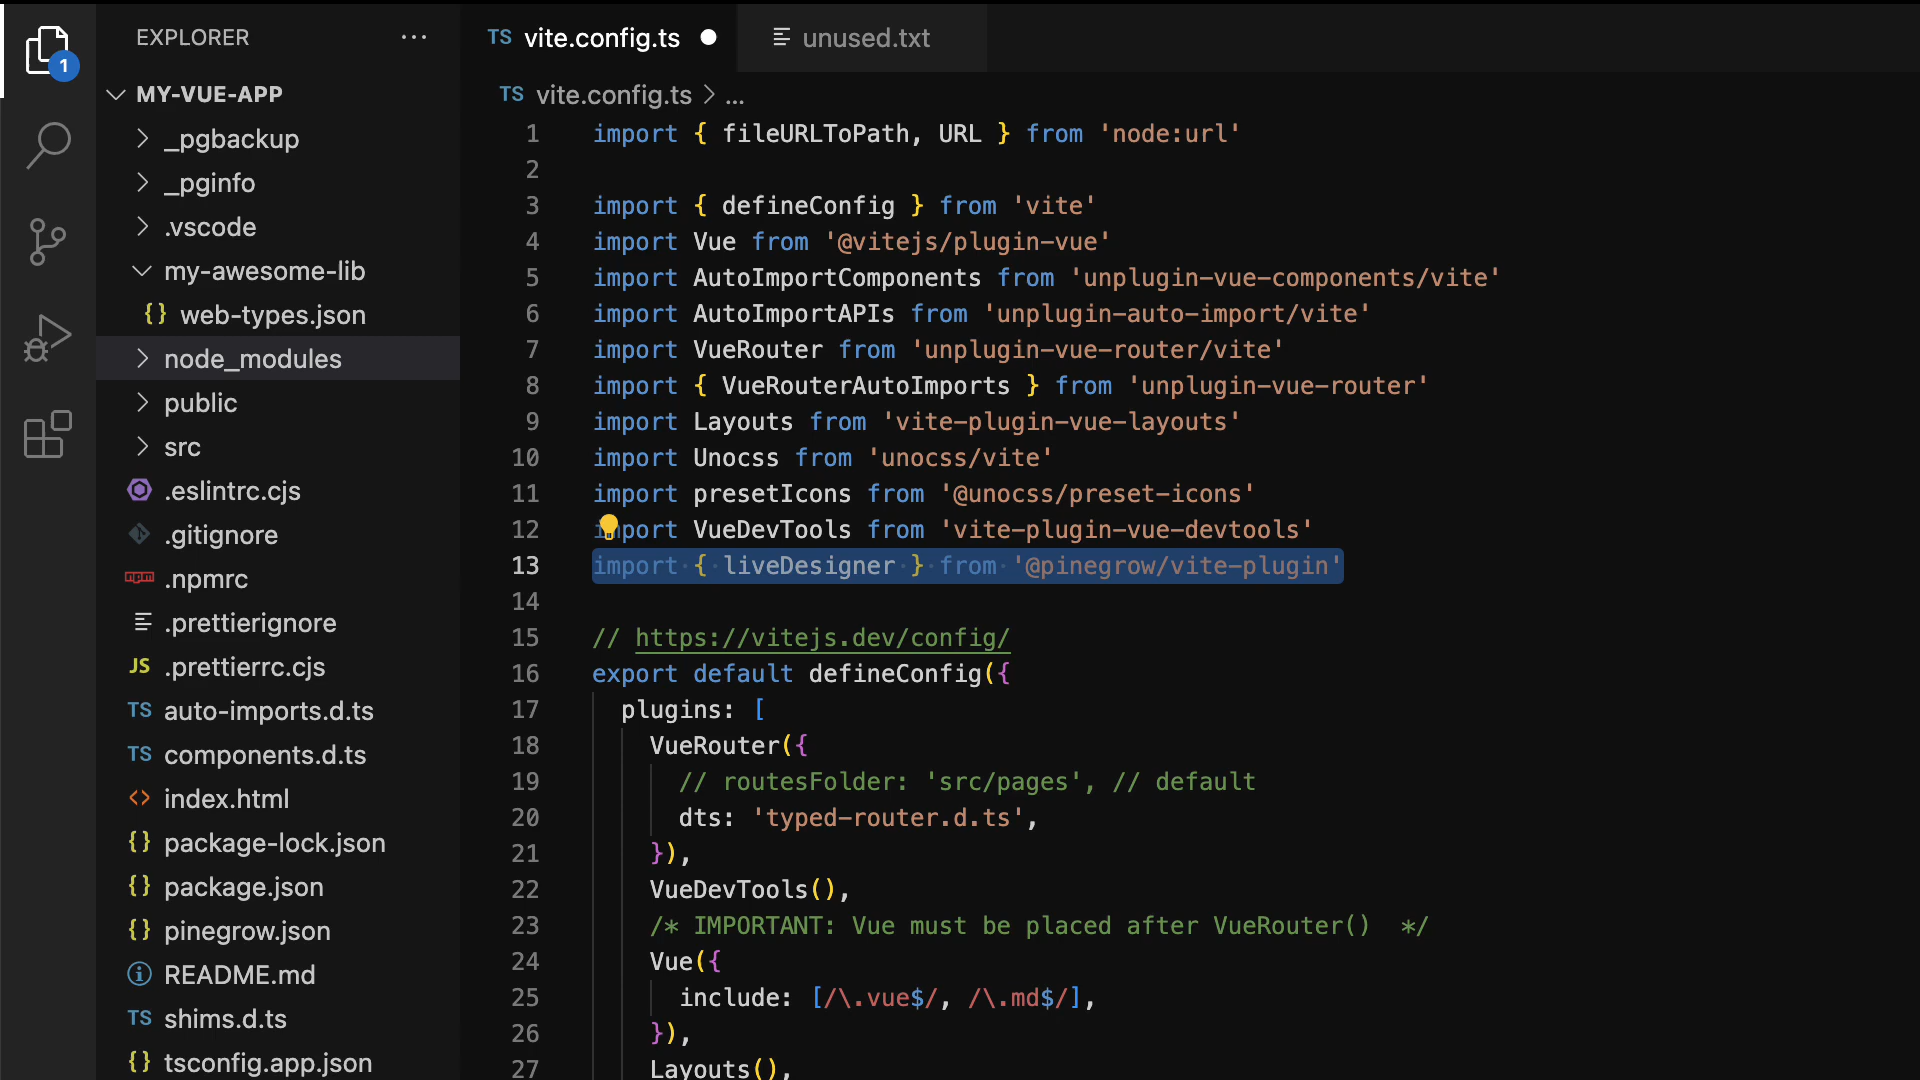 EXPLORER
1
MY-VUE-APP
_pgbackup
_pginfo
.vscode
my-awesome-lib
{} web-types.json
node_modules
public
src
.eslintrc.cjs
.gitignore
npm .npmrc
.prettierignore
JS .prettierrc.cjs
TS auto-imports.d.ts
TS components.d.ts
<> index.html
{} package-lock.json
{} package.json
{} pinegrow.json
README.md
TS shims.d.ts
{} tsconfig.app.json
TS vite.config.ts
unused.txt
TS vite.config.ts > ...
1 import { fileURLToPath, URL } from 'node:url'
2
3 import { defineConfig } from 'vite'
4 import Vue from '@vitejs/plugin-vue'
5 import AutoImportComponents from 'unplugin-vue-components/vite'
6 import AutoImportAPIs from 'unplugin-auto-import/vite'
7 import VueRouter from 'unplugin-vue-router/vite'
8 import { VueRouterAutoImports } from 'unplugin-vue-router'
9 import Layouts from 'vite-plugin-vue-layouts'
10 import Unocss from 'unocss/vite'
11 import presetIcons from '@unocss/preset-icons'
12 import VueDevTools from 'vite-plugin-vue-devtools'
13 import { liveDesigner } from '@pinegrow/vite-plugin'
14
15 // https://vitejs.dev/config/
16 export default defineConfig({
17 plugins: [
18 VueRouter({
19 // routesFolder: 'src/pages', // default
20 dts: 'typed-router.d.ts',
21 }),
22 VueDevTools(),
23 /* IMPORTANT: Vue must be placed after VueRouter()  */
24 Vue({
25 include: [/\.vue$/, /\.md$/],
26 }),
27 Layouts(),